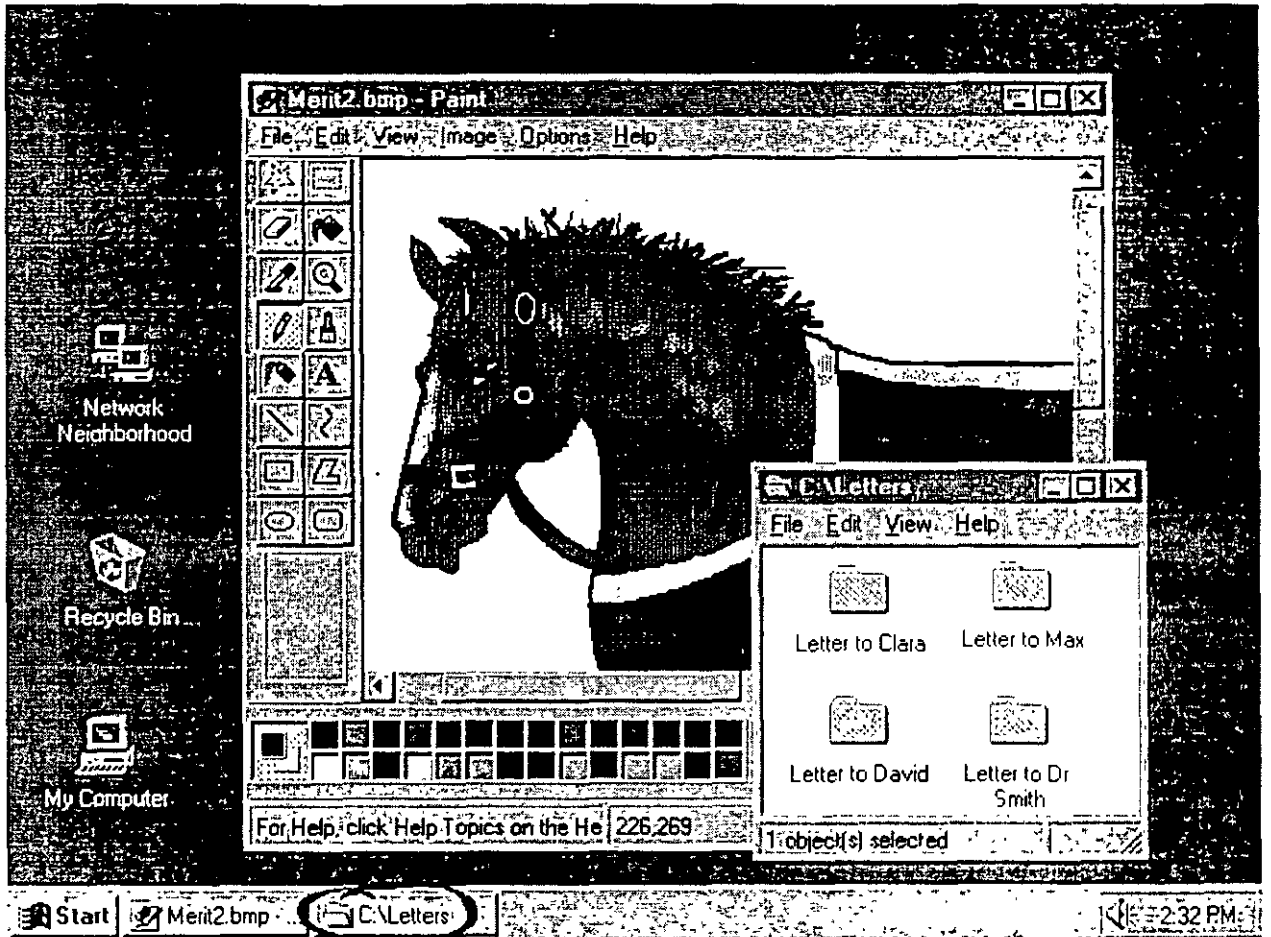 Merit2.bmp - Paint
File Edit View Image Options Help
Network
Neighborhood
Recycle Bin
My Computer
For Help, click Help Topics on the He 226,269
C:\Letters
File Edit View Help
Letter to Clara Letter to Max
Letter to David Letter to Dr
Smith
1 object(s) selected
Start Merit2.bmp - ... C:\Letters 2:32 PM